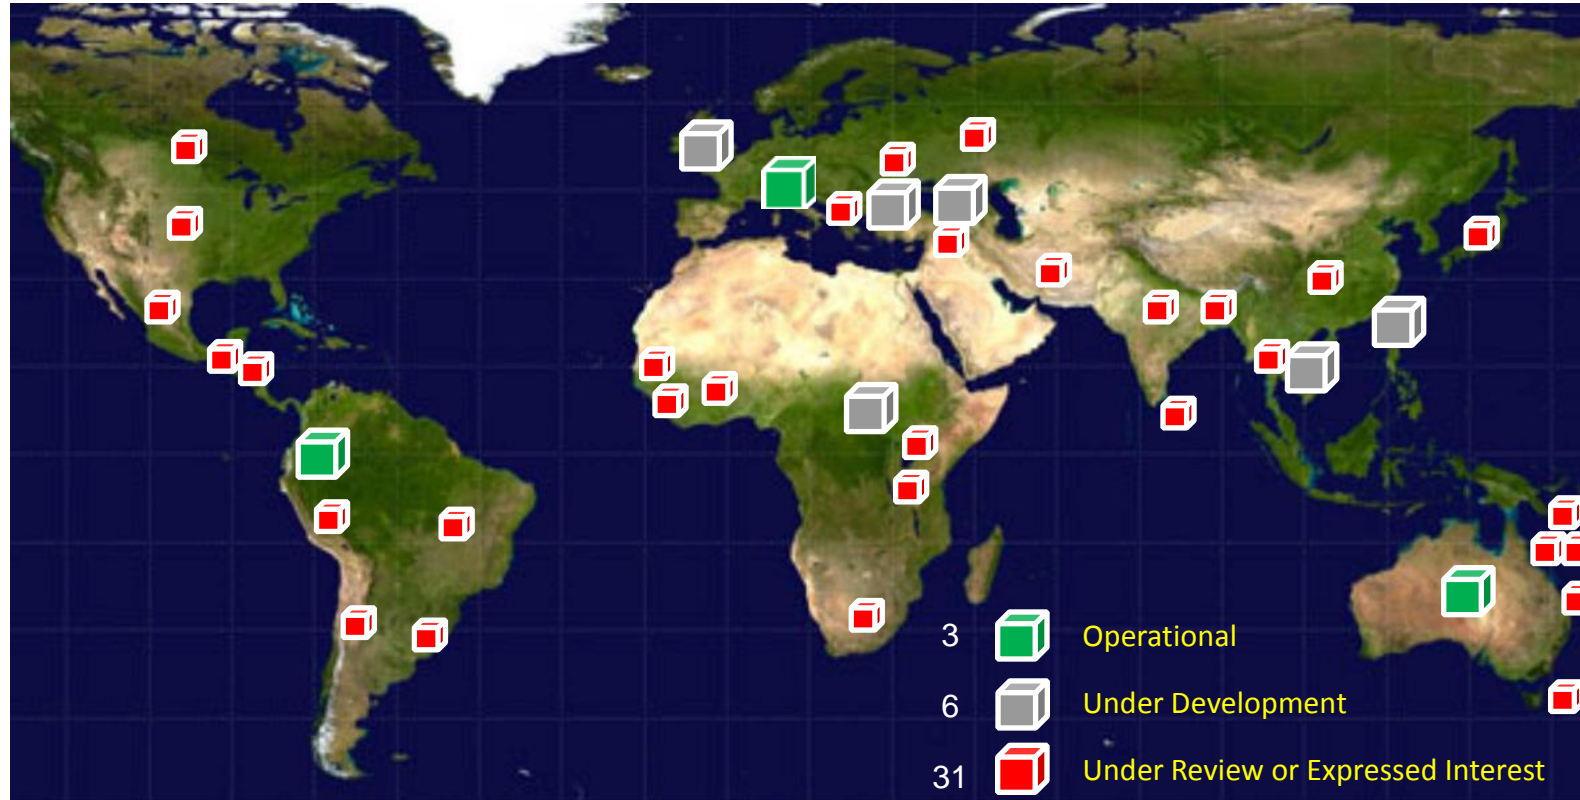 3 Operational
6 Under Development
31 Under Review or Expressed Interest